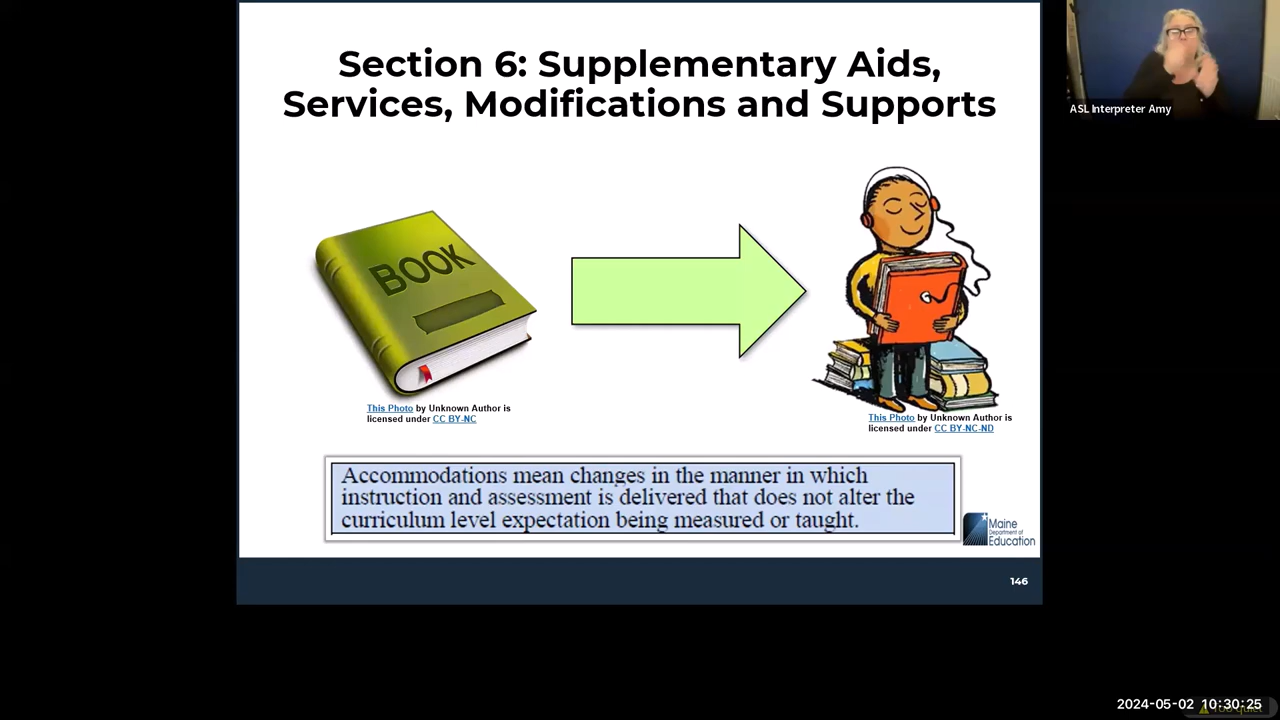 Section 6: Supplementary Aids,
Services, Modifications and Supports
ASL Interpreter Amy
BOOK
This Photo by Unknown Author is
licensed under CC BY-NC
This Photo by Unknown Author is
licensed under CC BY-NC-ND
Accommodations mean changes in the manner in which
instruction and assessment is delivered that does not alter the
curriculum level expectation being measured or taught.
Maine
Department of
Education
146
2024-05-02 10:30:25